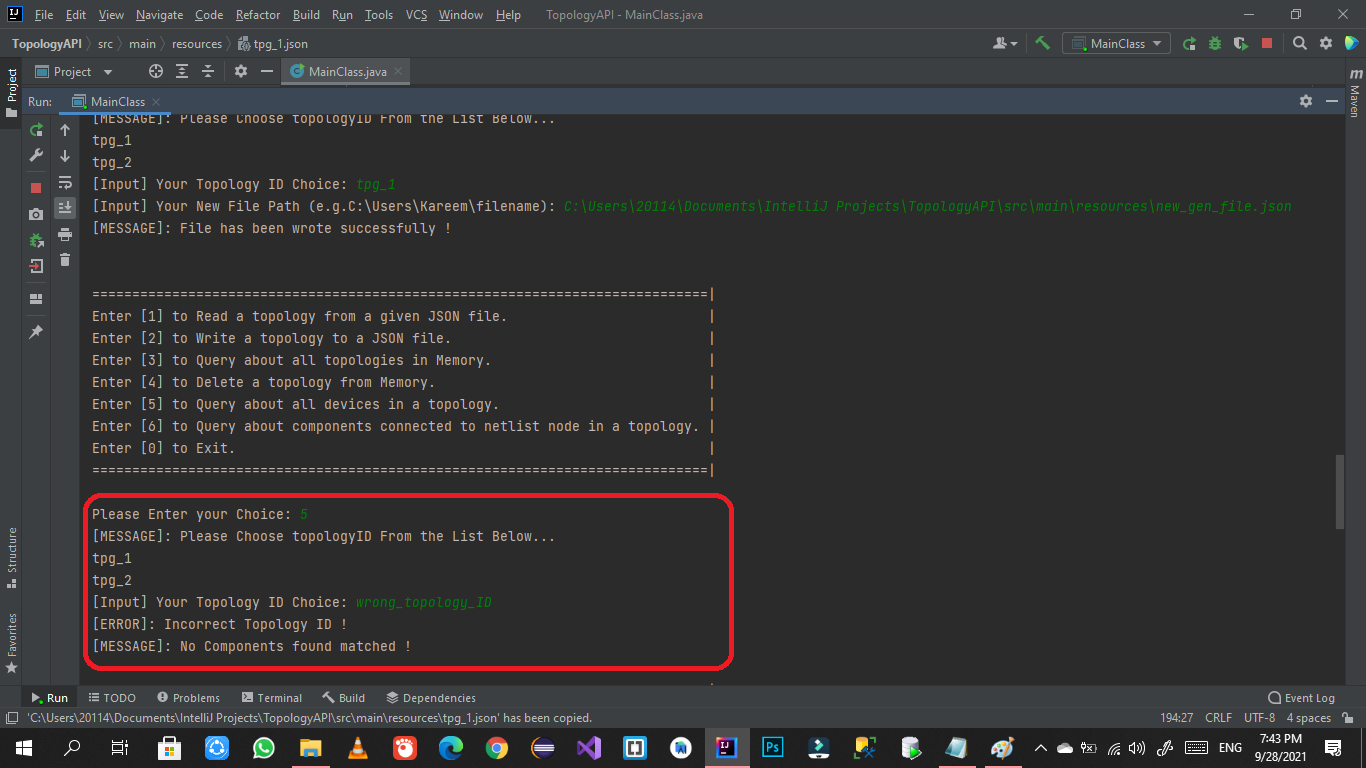 File Edit View Navigate Code Refactor Build Run Tools VCS Window Help TopologyAPI - MainClass.java
TopologyAPI src main resources tpg_1.json MainClass
Project MainClass.java
Project
Maven
Run: MainClass
[MESSAGE]: Please Choose topologyID From the List Below...
tpg_1
tpg_2
[Input] Your Topology ID Choice: tpg_1
[Input] Your New File Path (e.g.C:\Users\Kareem\filename): C:\Users\20114\Documents\IntelliJ Projects\TopologyAPI\src\main\resources\new_gen_file.json
[MESSAGE]: File has been wrote successfully !
=============================================================================|
Enter [1] to Read a topology from a given JSON file. |
Enter [2] to Write a topology to a JSON file. |
Enter [3] to Query about all topologies in Memory. |
Enter [4] to Delete a topology from Memory. |
Enter [5] to Query about all devices in a topology. |
Enter [6] to Query about components connected to netlist node in a topology. |
Enter [0] to Exit. |
=============================================================================|
Please Enter your Choice: 5
[MESSAGE]: Please Choose topologyID From the List Below...
tpg_1
tpg_2
[Input] Your Topology ID Choice: wrong_topology_ID
[ERROR]: Incorrect Topology ID !
[MESSAGE]: No Components found matched !
Structure
Favorites
Run TODO Problems Terminal Build Dependencies Event Log
'C:\Users\20114\Documents\IntelliJ Projects\TopologyAPI\src\main\resources\tpg_1.json' has been copied. 194:27 CRLF UTF-8 4 spaces
ENG
7:43 PM
9/28/2021